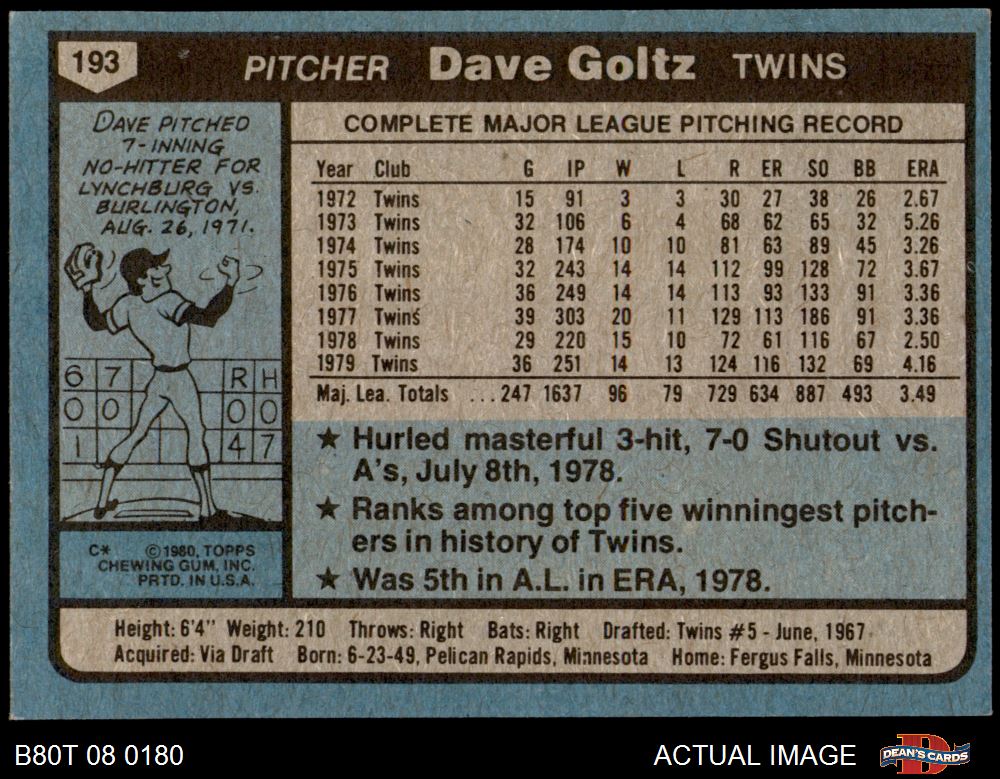 193 PITCHER Dave Goltz TWINS
DAVE PITCHED
7-INNING
NO-HITTER FOR
LYNCHBURG VS.
BURLINGTON,
AUG. 26, 1971.
6 7 R H
0 0 0 0
1 4 7
C* ©1980, TOPPS
CHEWING GUM, INC.
PRTD. IN U.S.A.
COMPLETE MAJOR LEAGUE PITCHING RECORD
Year Club G IP W L R ER SO BB ERA
1972 Twins 15 91 3 3 30 27 38 26 2.67
1973 Twins 32 106 6 4 68 62 65 32 5.26
1974 Twins 28 174 10 10 81 63 89 45 3.26
1975 Twins 32 243 14 14 112 99 128 72 3.67
1976 Twins 36 249 14 14 113 93 133 91 3.36
1977 Twins 39 303 20 11 129 113 186 91 3.36
1978 Twins 29 220 15 10 72 61 116 67 2.50
1979 Twins 36 251 14 13 124 116 132 69 4.16
Maj. Lea. Totals ...247 1637 96 79 729 634 887 493 3.49
★ Hurled masterful 3-hit, 7-0 Shutout vs.
A's, July 8th, 1978.
★ Ranks among top five winningest pitch-
ers in history of Twins.
★ Was 5th in A.L. in ERA, 1978.
Height: 6'4" Weight: 210 Throws: Right Bats: Right Drafted: Twins #5 - June, 1967
Acquired: Via Draft Born: 6-23-49, Pelican Rapids, Minnesota Home: Fergus Falls, Minnesota
B80T 08 0180 ACTUAL IMAGE DEAN'S CARDS